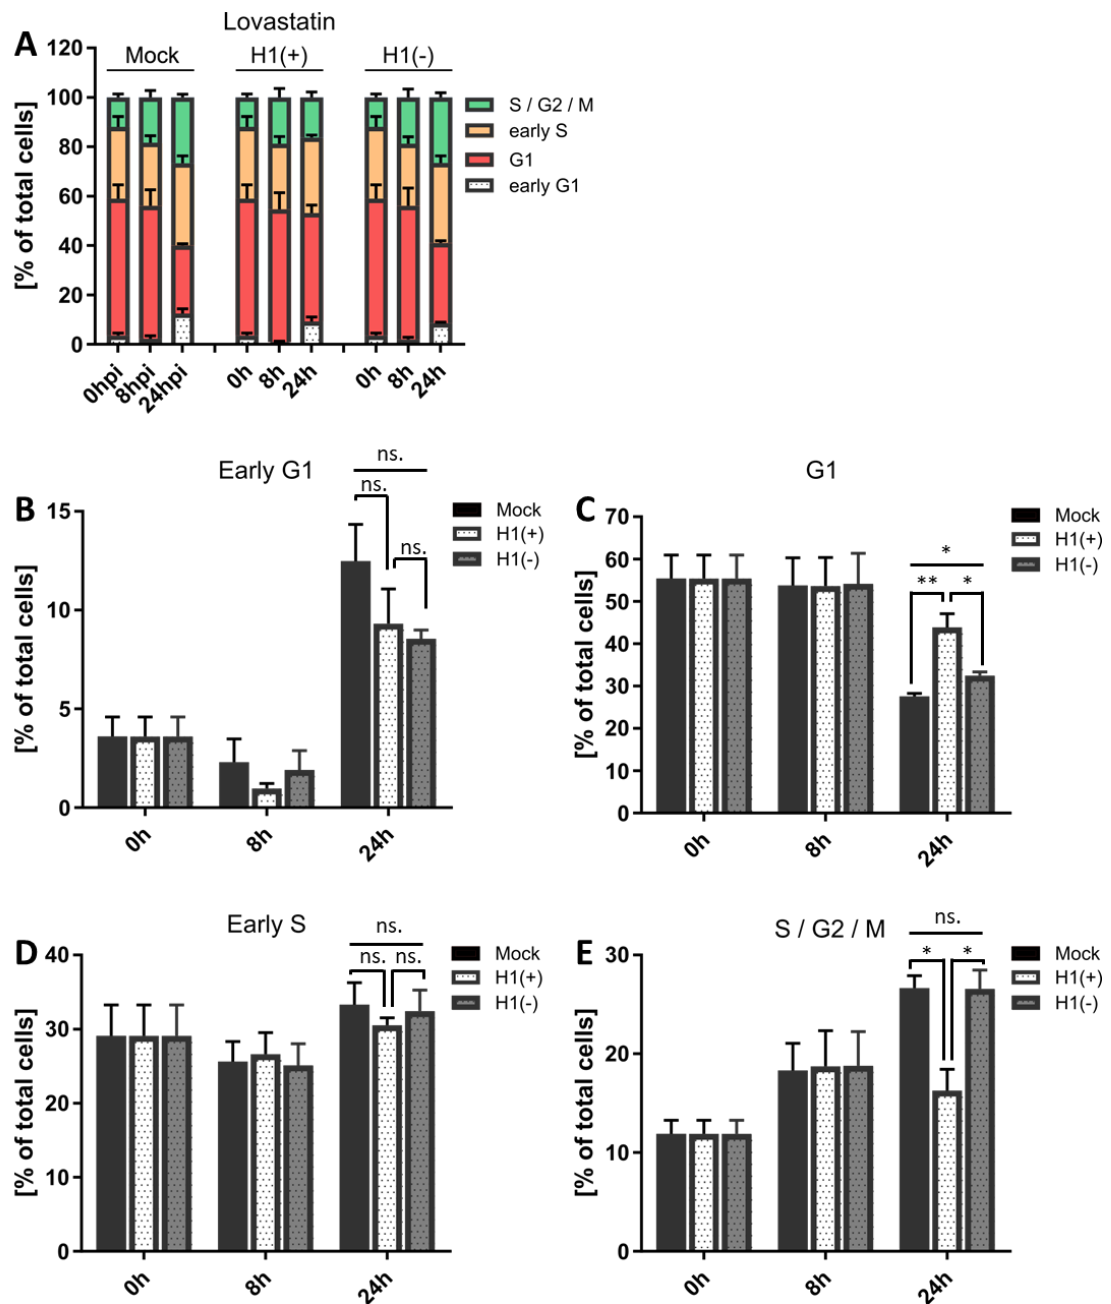 A
Lovastatin
Mock
H1(+)
H1(-)
[% of total cells]
120
100
80
60
40
20
0
0hpi
8hpi
24hpi
0h
8h
24h
0h
8h
24h
S / G2 / M
early S
G1
early G1
B
Early G1
[% of total cells]
15
10
5
0
0h
8h
24h
ns.
ns.
ns.
Mock
H1(+)
H1(-)
C
G1
[% of total cells]
70
60
50
40
30
20
10
0
0h
8h
24h
*
** *
Mock
H1(+)
H1(-)
D
Early S
[% of total cells]
40
30
20
10
0
0h
8h
24h
ns.
ns. ns.
Mock
H1(+)
H1(-)
E
S / G2 / M
[% of total cells]
30
20
10
0
0h
8h
24h
ns.
* *
Mock
H1(+)
H1(-)